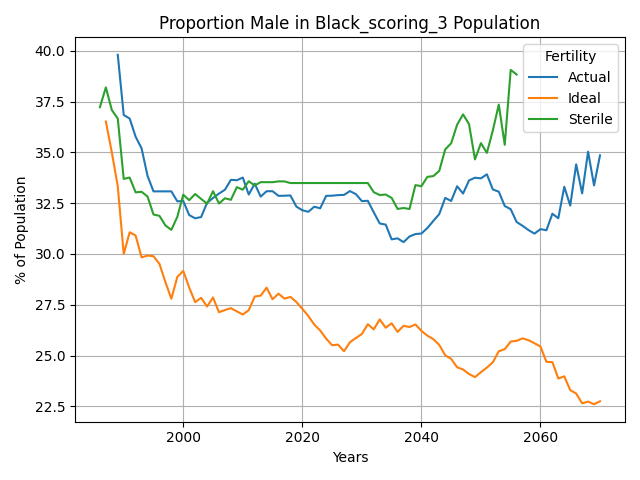 Proportion Male in Black_scoring_3 Population
Fertility
Actual
Ideal
Sterile
% of Population
40.0
37.5
35.0
32.5
30.0
27.5
25.0
22.5
2000
2020
2040
2060
Years